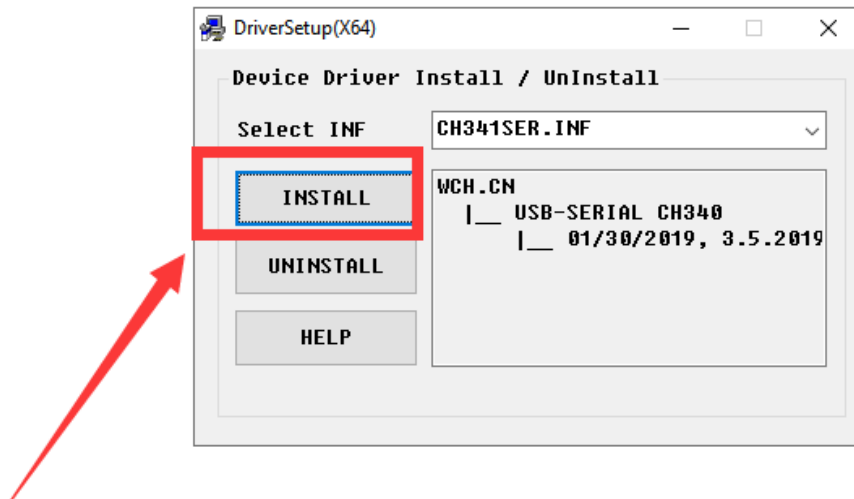 DriverSetup(X64)
Device Driver Install / UnInstall
Select INF
CH341SER.INF
INSTALL
UNINSTALL
HELP
WCH.CN
|__ USB-SERIAL CH340
|__ 01/30/2019, 3.5.2019